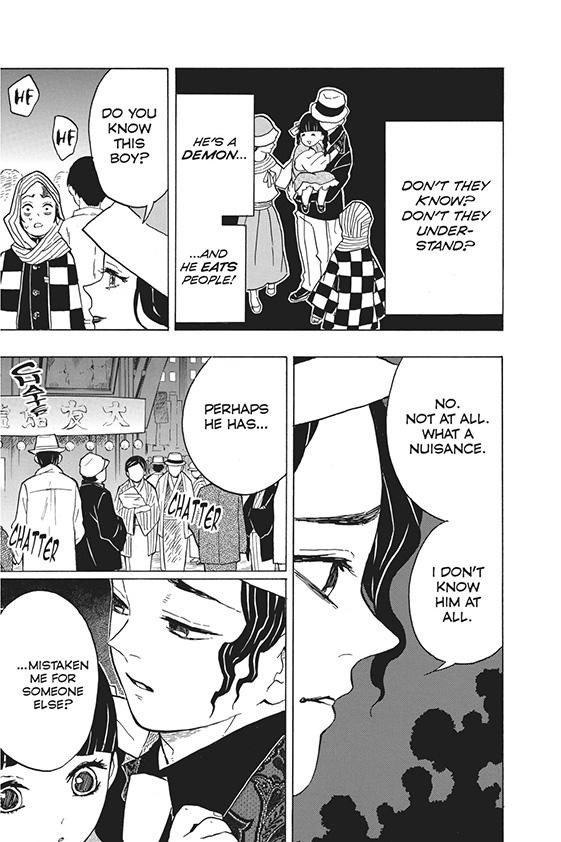 DON'T THEY
KNOW?
DON'T THEY
UNDER-
STAND?
HE'S A
DEMON...
...AND
HE EATS
PEOPLE!
DO YOU
KNOW
THIS
BOY?
HF
HF
NO.
NOT AT ALL.
WHAT A
NUISANCE.
I DON'T
KNOW
HIM AT
ALL.
PERHAPS
HE HAS...
CHATTER
CHATTER
...MISTAKEN
ME FOR
SOMEONE
ELSE?